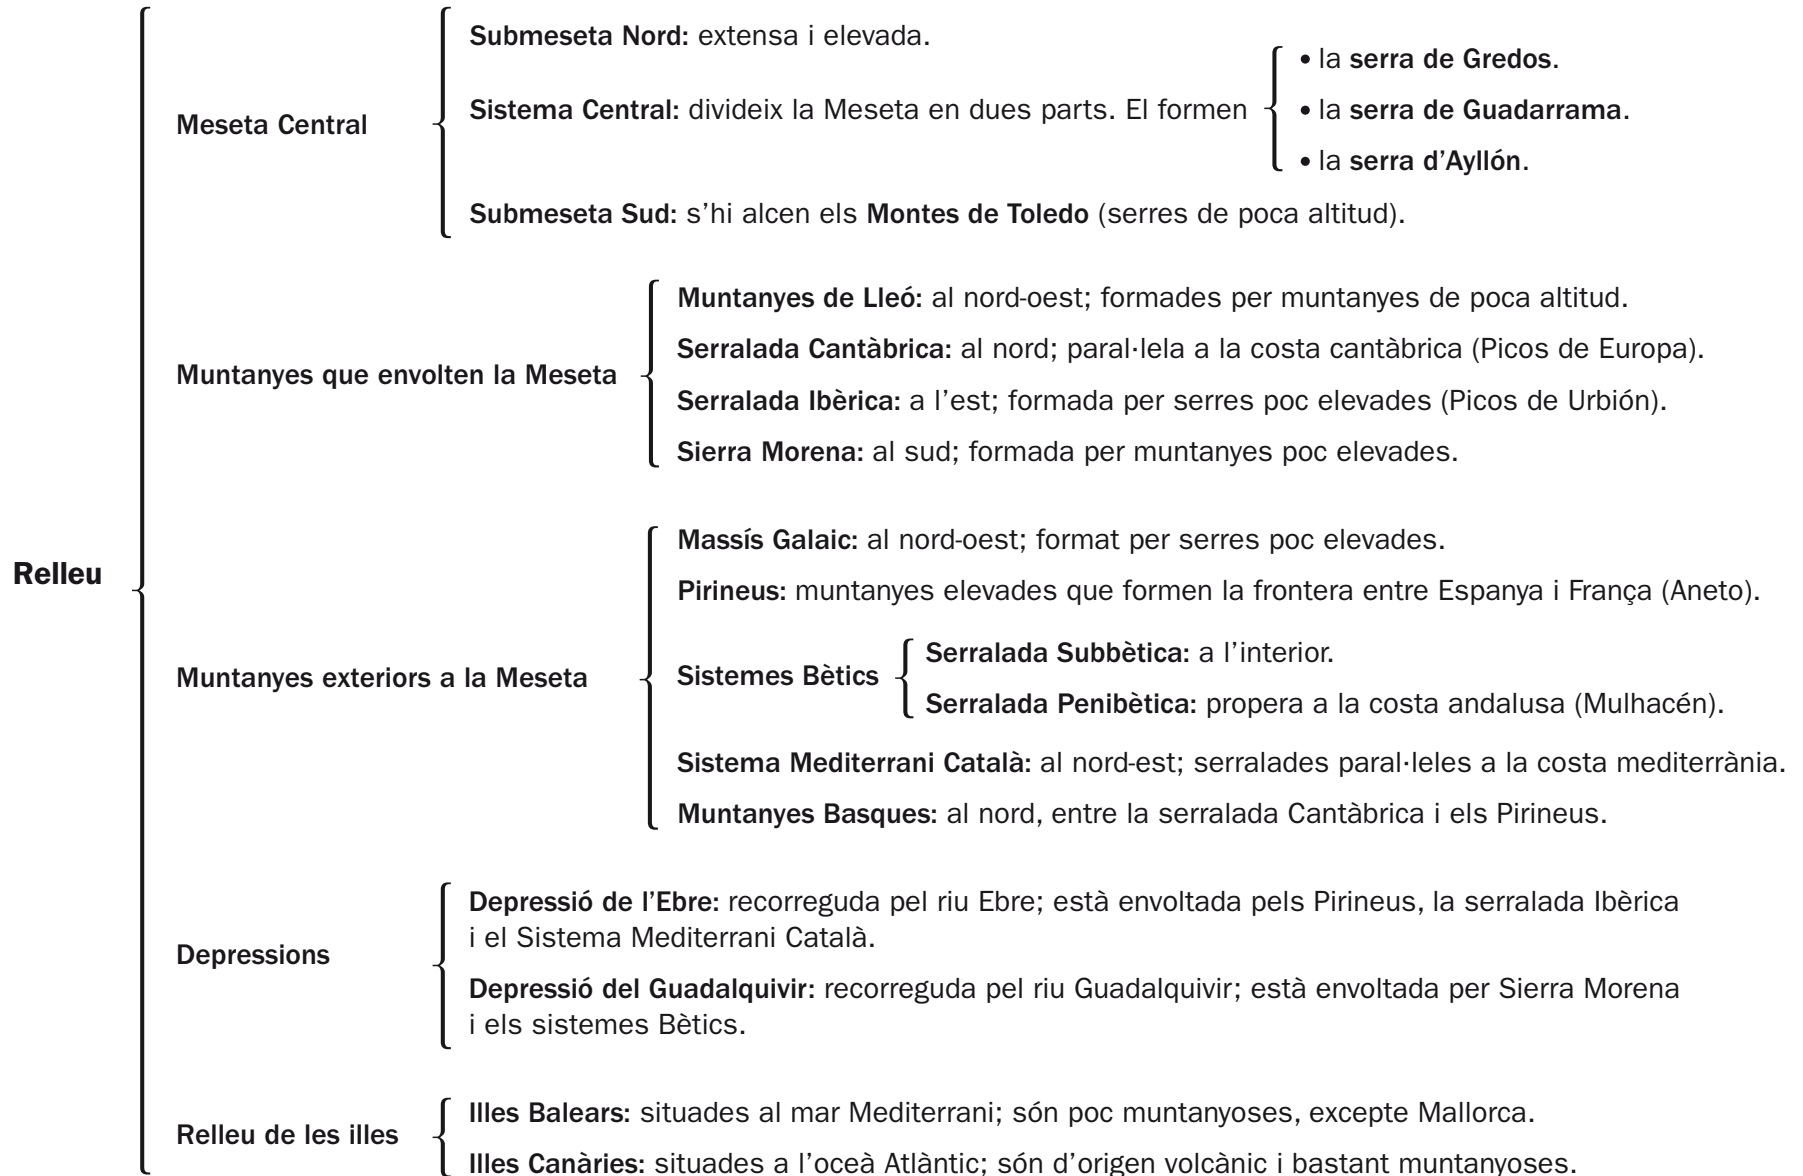 Relleu
Meseta Central
Submeseta Nord: extensa i elevada.
Sistema Central: divideix la Meseta en dues parts. El formen
• la serra de Gredos.
• la serra de Guadarrama.
• la serra d’Ayllón.
Submeseta Sud: s’hi alcen els Montes de Toledo (serres de poca altitud).
Muntanyes que envolten la Meseta
Muntanyes de Lleó: al nord-oest; formades per muntanyes de poca altitud.
Serralada Cantàbrica: al nord; paral·lela a la costa cantàbrica (Picos de Europa).
Serralada Ibèrica: a l’est; formada per serres poc elevades (Picos de Urbión).
Sierra Morena: al sud; formada per muntanyes poc elevades.
Muntanyes exteriors a la Meseta
Massís Galaic: al nord-oest; format per serres poc elevades.
Pirineus: muntanyes elevades que formen la frontera entre Espanya i França (Aneto).
Sistemes Bètics
Serralada Subbètica: a l’interior.
Serralada Penibètica: propera a la costa andalusa (Mulhacén).
Sistema Mediterrani Català: al nord-est; serralades paral·leles a la costa mediterrània.
Muntanyes Basques: al nord, entre la serralada Cantàbrica i els Pirineus.
Depressions
Depressió de l’Ebre: recorreguda pel riu Ebre; està envoltada pels Pirineus, la serralada Ibèrica
i el Sistema Mediterrani Català.
Depressió del Guadalquivir: recorreguda pel riu Guadalquivir; està envoltada per Sierra Morena
i els sistemes Bètics.
Relleu de les illes
Illes Balears: situades al mar Mediterrani; són poc muntanyoses, excepte Mallorca.
Illes Canàries: situades a l’oceà Atlàntic; són d’origen volcànic i bastant muntanyoses.